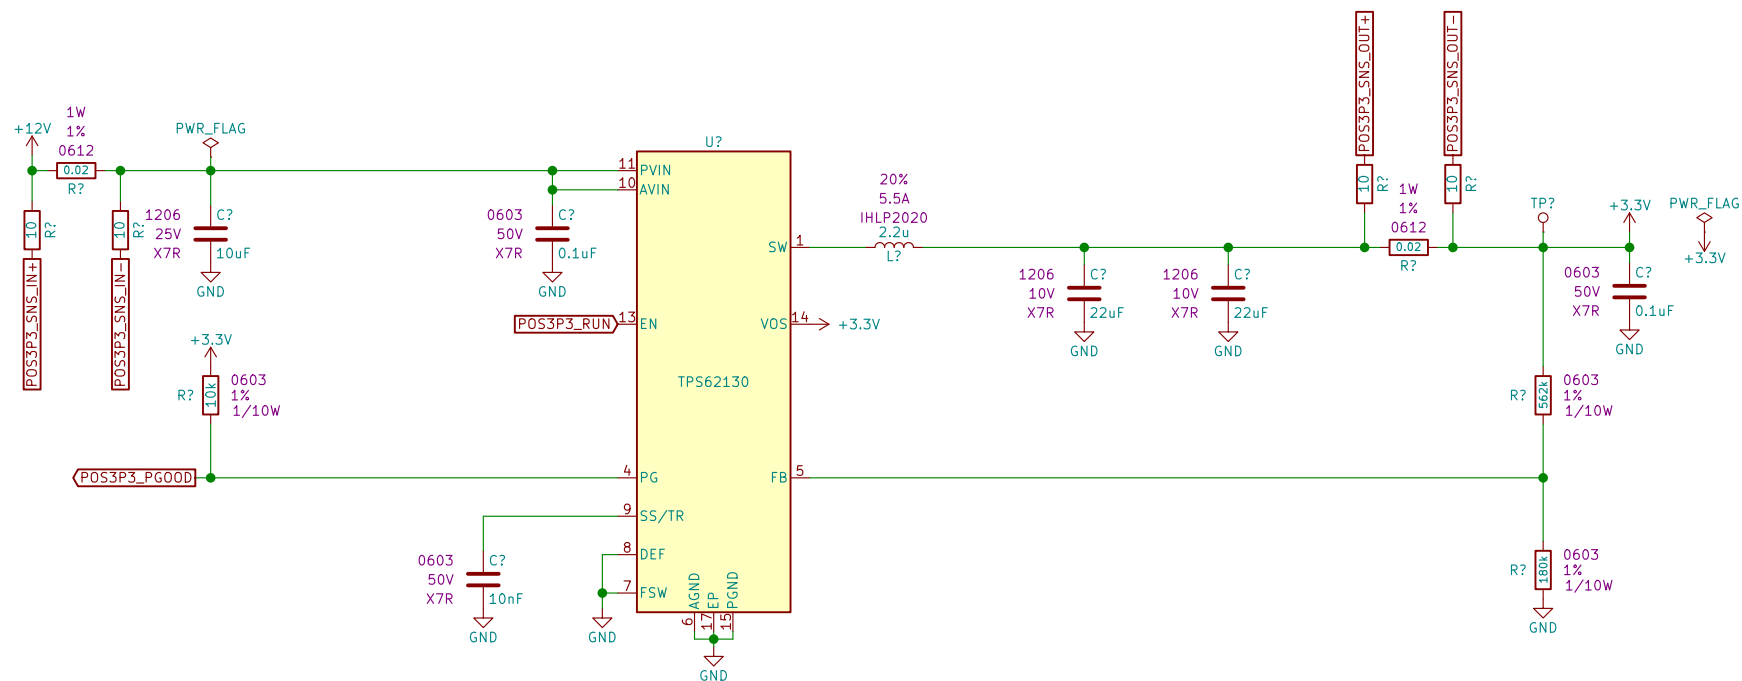 +12V
1W
1%
0612
0.02
R?
PWR_FLAG
10
R?
POS3P3_SNS_IN+
10
R?
POS3P3_SNS_IN-
1206
25V
X7R
C?
10uF
GND
0603
50V
X7R
C?
0.1uF
GND
+3.3V
R?
10k
0603
1%
1/10W
POS3P3_PGOOD
POS3P3_RUN
0603
50V
X7R
C?
10nF
GND
GND
U?
11
PVIN
10
AVIN
13
EN
4
PG
9
SS/TR
8
DEF
7
FSW
TPS62130
SW
1
VOS
14
+3.3V
FB
5
AGND
EP
PGND
6
17
15
GND
20%
5.5A
IHLP2020
2.2u
L?
1206
10V
X7R
C?
22uF
GND
1206
10V
X7R
C?
22uF
GND
POS3P3_SNS_OUT+
10
R?
POS3P3_SNS_OUT-
10
R?
1W
1%
0612
0.02
R?
TP?
+3.3V
PWR_FLAG
+3.3V
0603
50V
X7R
C?
0.1uF
GND
R?
562k
0603
1%
1/10W
R?
180k
0603
1%
1/10W
GND